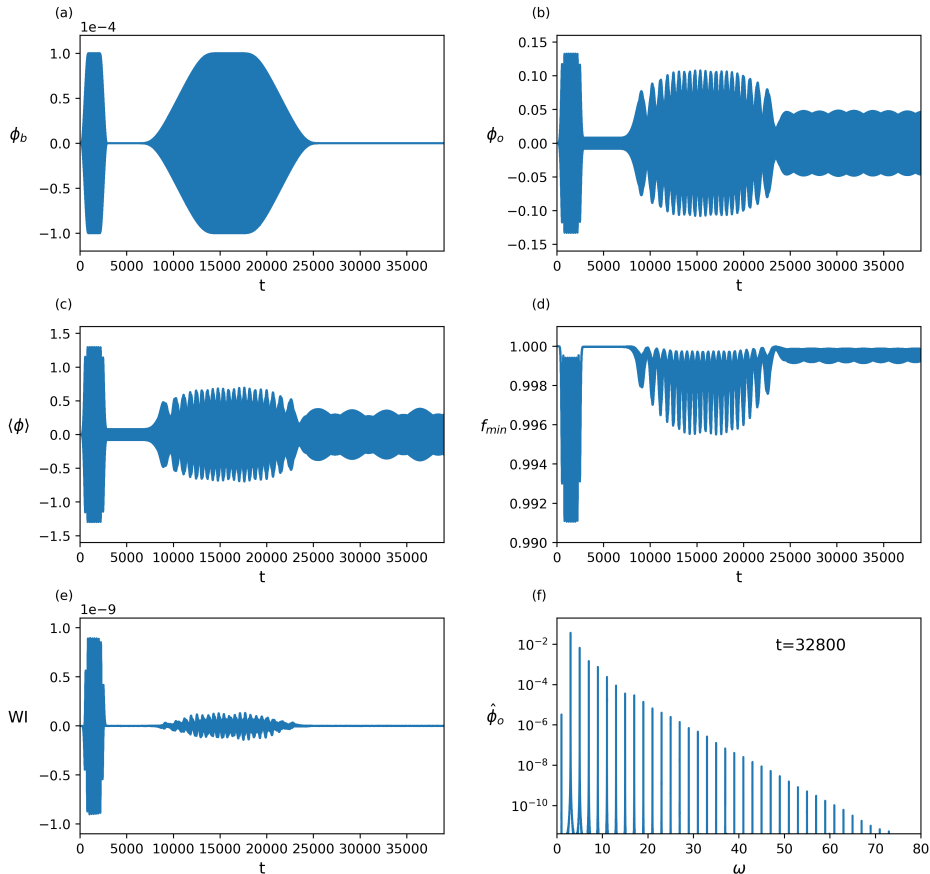 (a)
1e−4
1.0
0.5
0.0
−0.5
−1.0
ϕb
0 5000 10000 15000 20000 25000 30000 35000
t
(b)
0.15
0.10
0.05
0.00
−0.05
−0.10
−0.15
ϕo
0 5000 10000 15000 20000 25000 30000 35000
t
(c)
1.5
1.0
0.5
0.0
−0.5
−1.0
−1.5
⟨ϕ⟩
0 5000 10000 15000 20000 25000 30000 35000
t
(d)
1.000
0.998
0.996
0.994
0.992
0.990
fmin
0 5000 10000 15000 20000 25000 30000 35000
t
(e)
1e−9
1.0
0.5
0.0
−0.5
−1.0
WI
0 5000 10000 15000 20000 25000 30000 35000
t
(f)
t=32800
10⁻²
10⁻⁴
10⁻⁶
10⁻⁸
10⁻¹⁰
ϕ̇̂o
0 10 20 30 40 50 60 70 80
ω